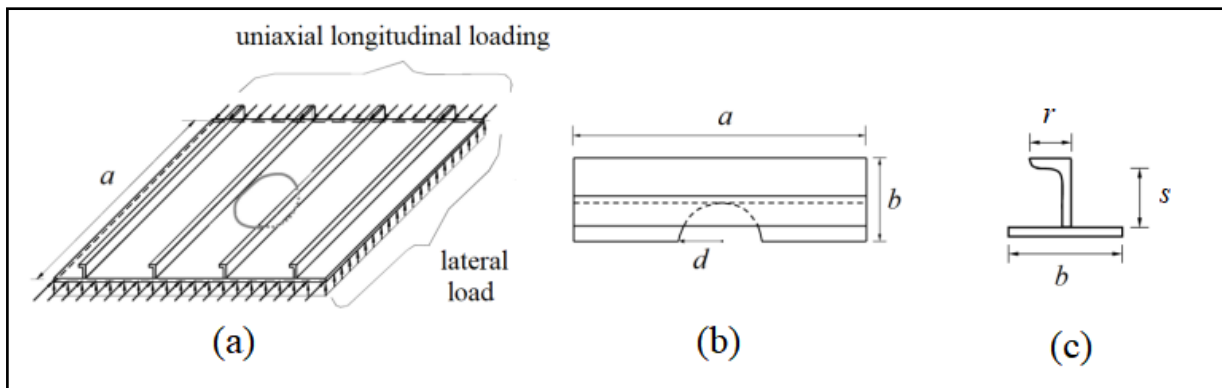 uniaxial longitudinal loading
a
lateral
load
(a)
a
b
d
(b)
r
s
b
(c)